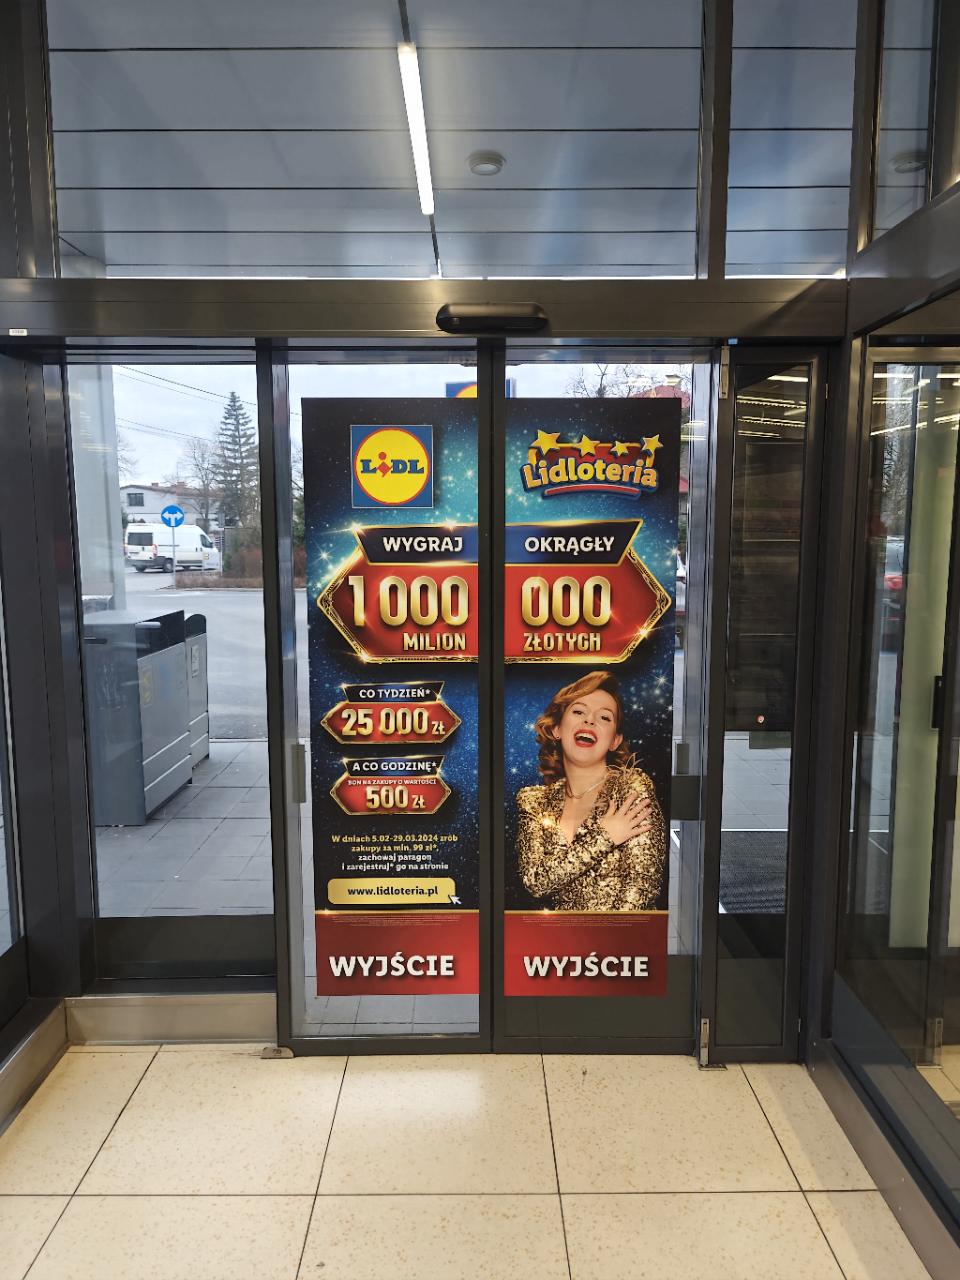 LIDL
Lidloteria
WYGRAJ OKRĄGŁY
1 000 000
MILION ZŁOTYCH
CO TYDZIEŃ*
25 000 ZŁ
A CO GODZINĘ*
BON NA ZAKUPY O WARTOŚCI
500 ZŁ
W dniach 5.02-29.03.2024 zrób
zakupy za min. 99 zł*,
zachowaj paragon
i zarejestruj* go na stronie
www.lidloteria.pl
WYJŚCIE WYJŚCIE